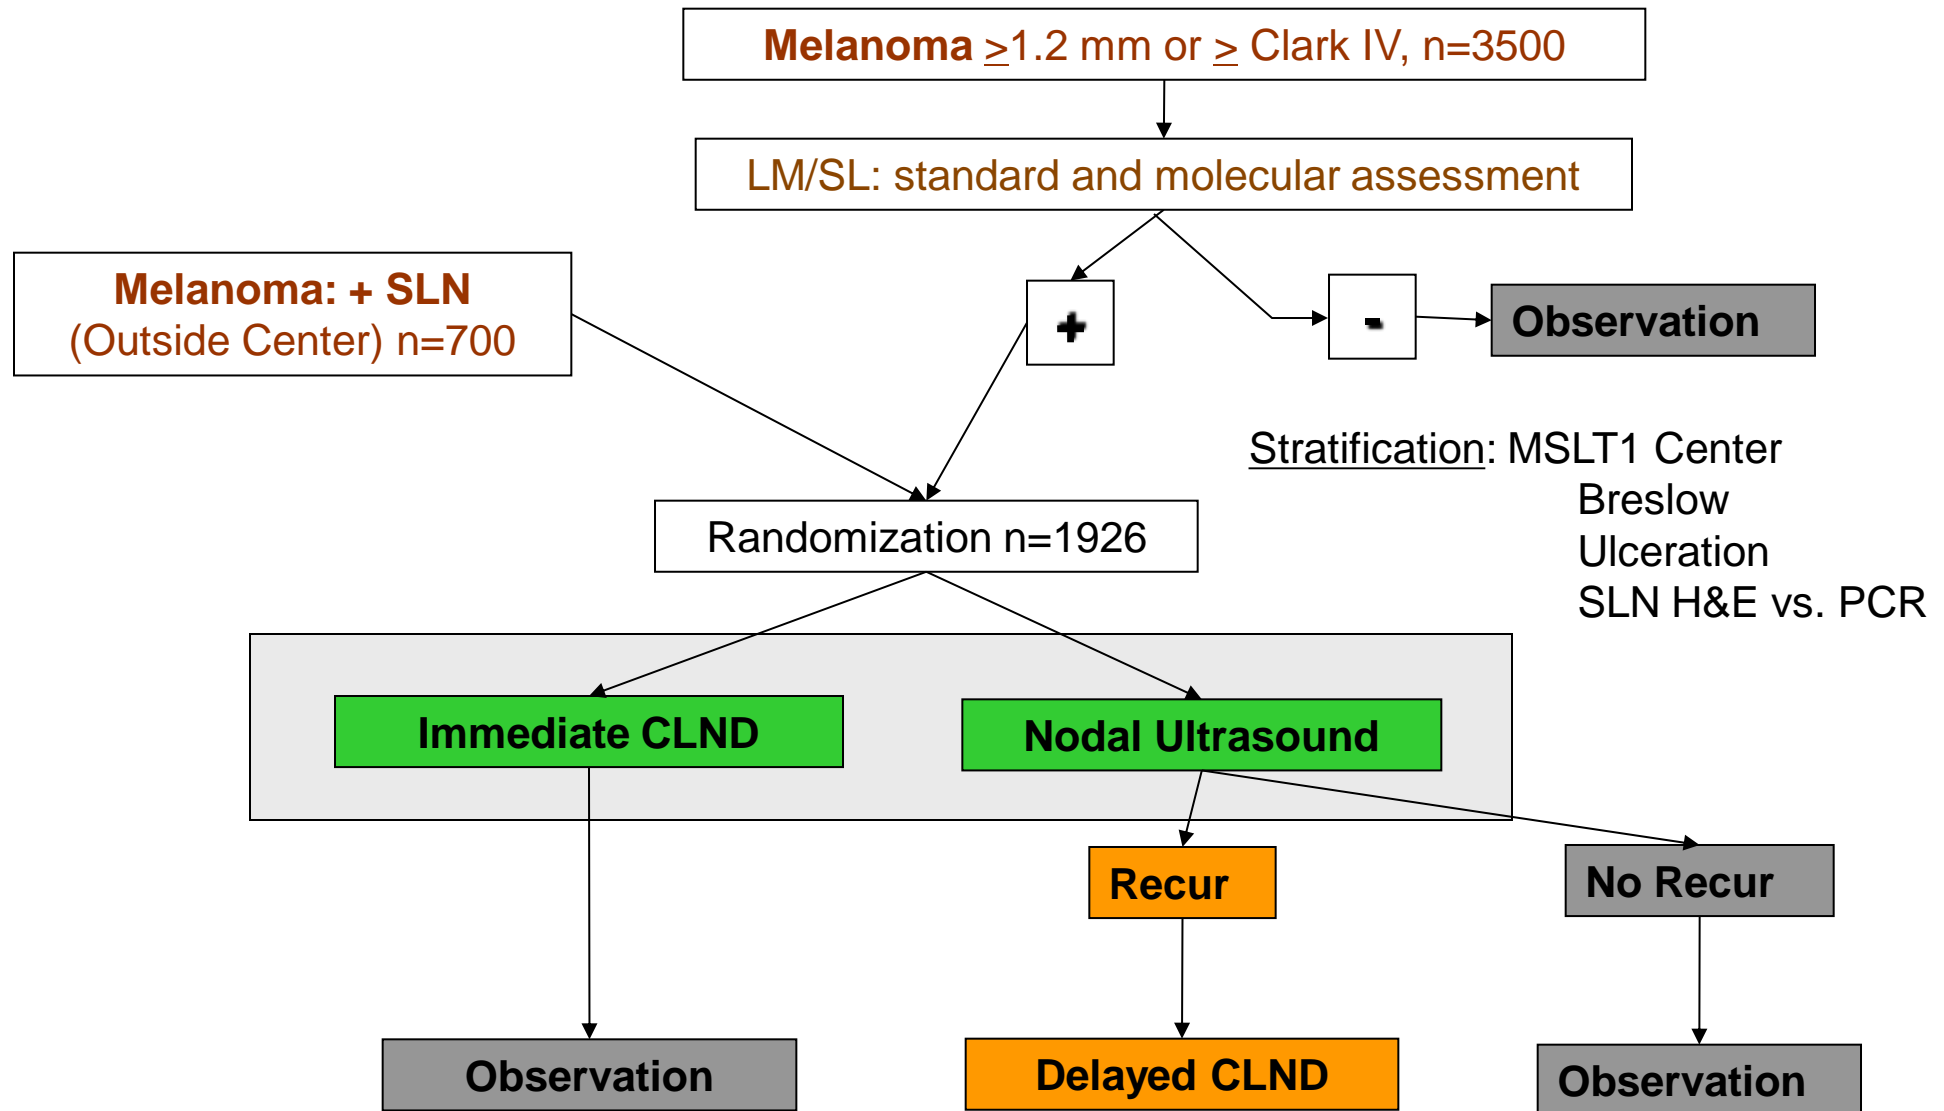 Melanoma ≥1.2 mm or ≥ Clark IV, n=3500
LM/SL: standard and molecular assessment
Melanoma: + SLN
(Outside Center) n=700
+
-
Observation
Stratification: MSLT1 Center
Breslow
Ulceration
SLN H&E vs. PCR
Randomization n=1926
Immediate CLND
Nodal Ultrasound
Recur
No Recur
Observation
Delayed CLND
Observation